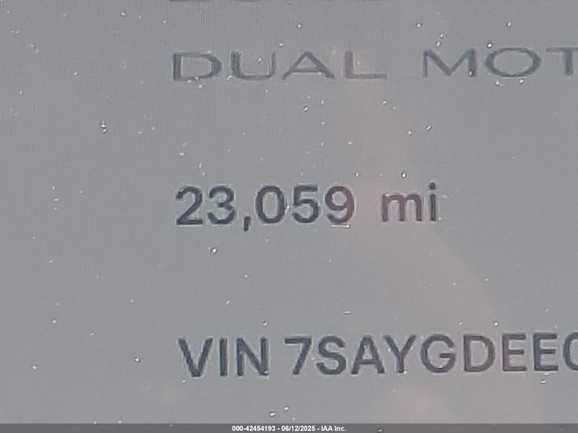 DUAL MOT
23,059 mi
VIN 7SAYGDEE
000-42454193 - 06/12/2025 - IAA Inc.